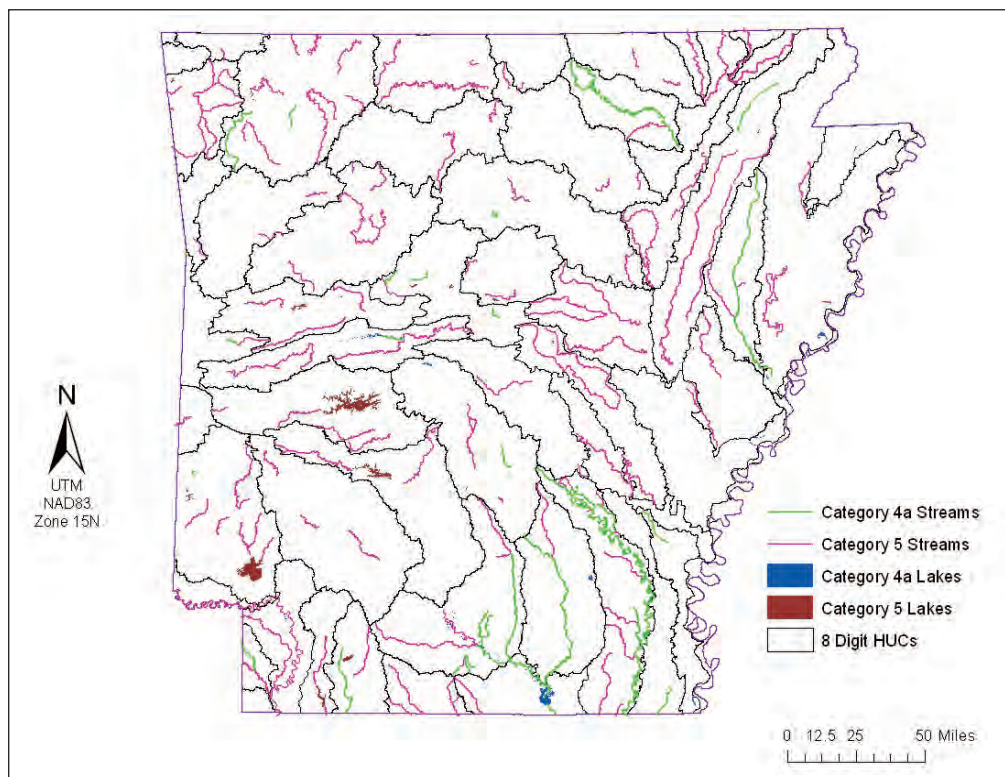 N
UTM
NAD83
Zone 15N
Category 4a Streams
Category 5 Streams
Category 4a Lakes
Category 5 Lakes
8 Digit HUCs
0 12.5 25 50 Miles